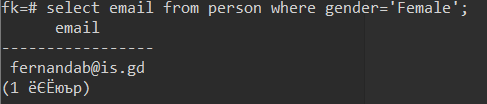 fk=# select email from person where gender='Female';
email
-----------------
fernandab@is.gd
(1 ёЄЁюър)